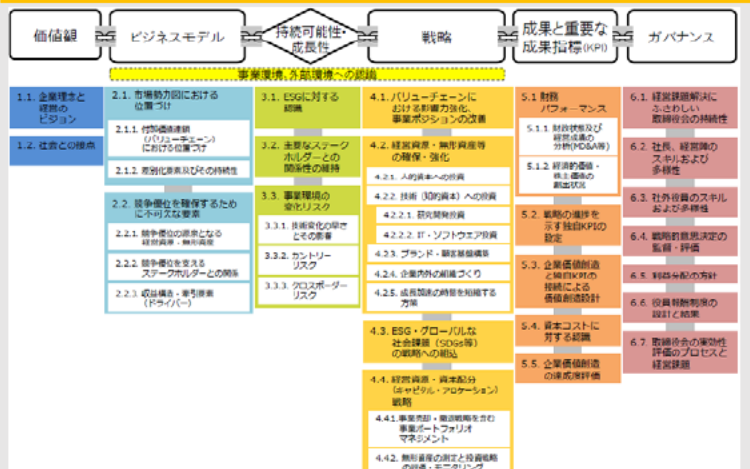 価値観
ビジネスモデル
持続可能性・
成長性
戦略
成果と重要な
成果指標(KPI)
ガバナンス
事業環境、外部環境への認識
1.1. 企業理念と
経営の
ビジョン
1.2. 社会との接点
2.1. 市場勢力図における
位置づけ
2.1.1. 付加価値連鎖
(バリューチェーン)
における位置づけ
2.1.2. 差別化要素及びその持続性
2.2. 競争優位を確保するため
に不可欠な要素
2.2.1. 競争優位の源泉となる
経営資源・無形資産
2.2.2. 競争優位を支える
ステークホルダーとの関係
2.2.3. 収益構造・牽引要素
(ドライバー)
3.1. ESGに対する
認識
3.2. 主要なステーク
ホルダーとの
関係性の維持
3.3. 事業環境の
変化リスク
3.3.1. 技術変化の早さ
とその影響
3.3.2. カントリー
リスク
3.3.3. クロスボーダー
リスク
4.1. バリューチェーンに
おける影響力強化、
事業ポジションの改善
4.2. 経営資源・無形資産等
の確保・強化
4.2.1. 人的資本への投資
4.2.2. 技術(知的資本)への投資
4.2.2.1. 研究開発投資
4.2.2.2. IT・ソフトウェア投資
4.2.3. ブランド・顧客基盤構築
4.2.4. 企業内外の組織づくり
4.2.5. 成長加速の時間を短縮する
方策
4.3. ESG・グローバルな
社会課題(SDGs等)
の戦略への組込
4.4. 経営資源・資本配分
(キャピタル・アロケーション)
戦略
4.4.1. 事業売却・撤退戦略を含む
事業ポートフォリオ
マネジメント
4.4.2. 無形資産の測定と投資戦略
の評価・モニタリング
5.1 財務
パフォーマンス
5.1.1. 財政状態及び
経営成績の
分析(MD&A等)
5.1.2. 経済的価値・
株主価値の
創出状況
5.2. 戦略の進捗を
示す独自KPIの
設定
5.3. 企業価値創造
と独自KPIの
接続による
価値創造設計
5.4. 資本コストに
対する認識
5.5. 企業価値創造
の達成度評価
6.1. 経営課題解決に
ふさわしい
取締役会の持続性
6.2. 社長、経営陣の
スキルおよび
多様性
6.3. 社外役員のスキル
および多様性
6.4. 戦略的意思決定の
監督・評価
6.5. 利益分配の方針
6.6. 役員報酬制度の
設計と結果
6.7. 取締役会の実効性
評価のプロセスと
経営課題